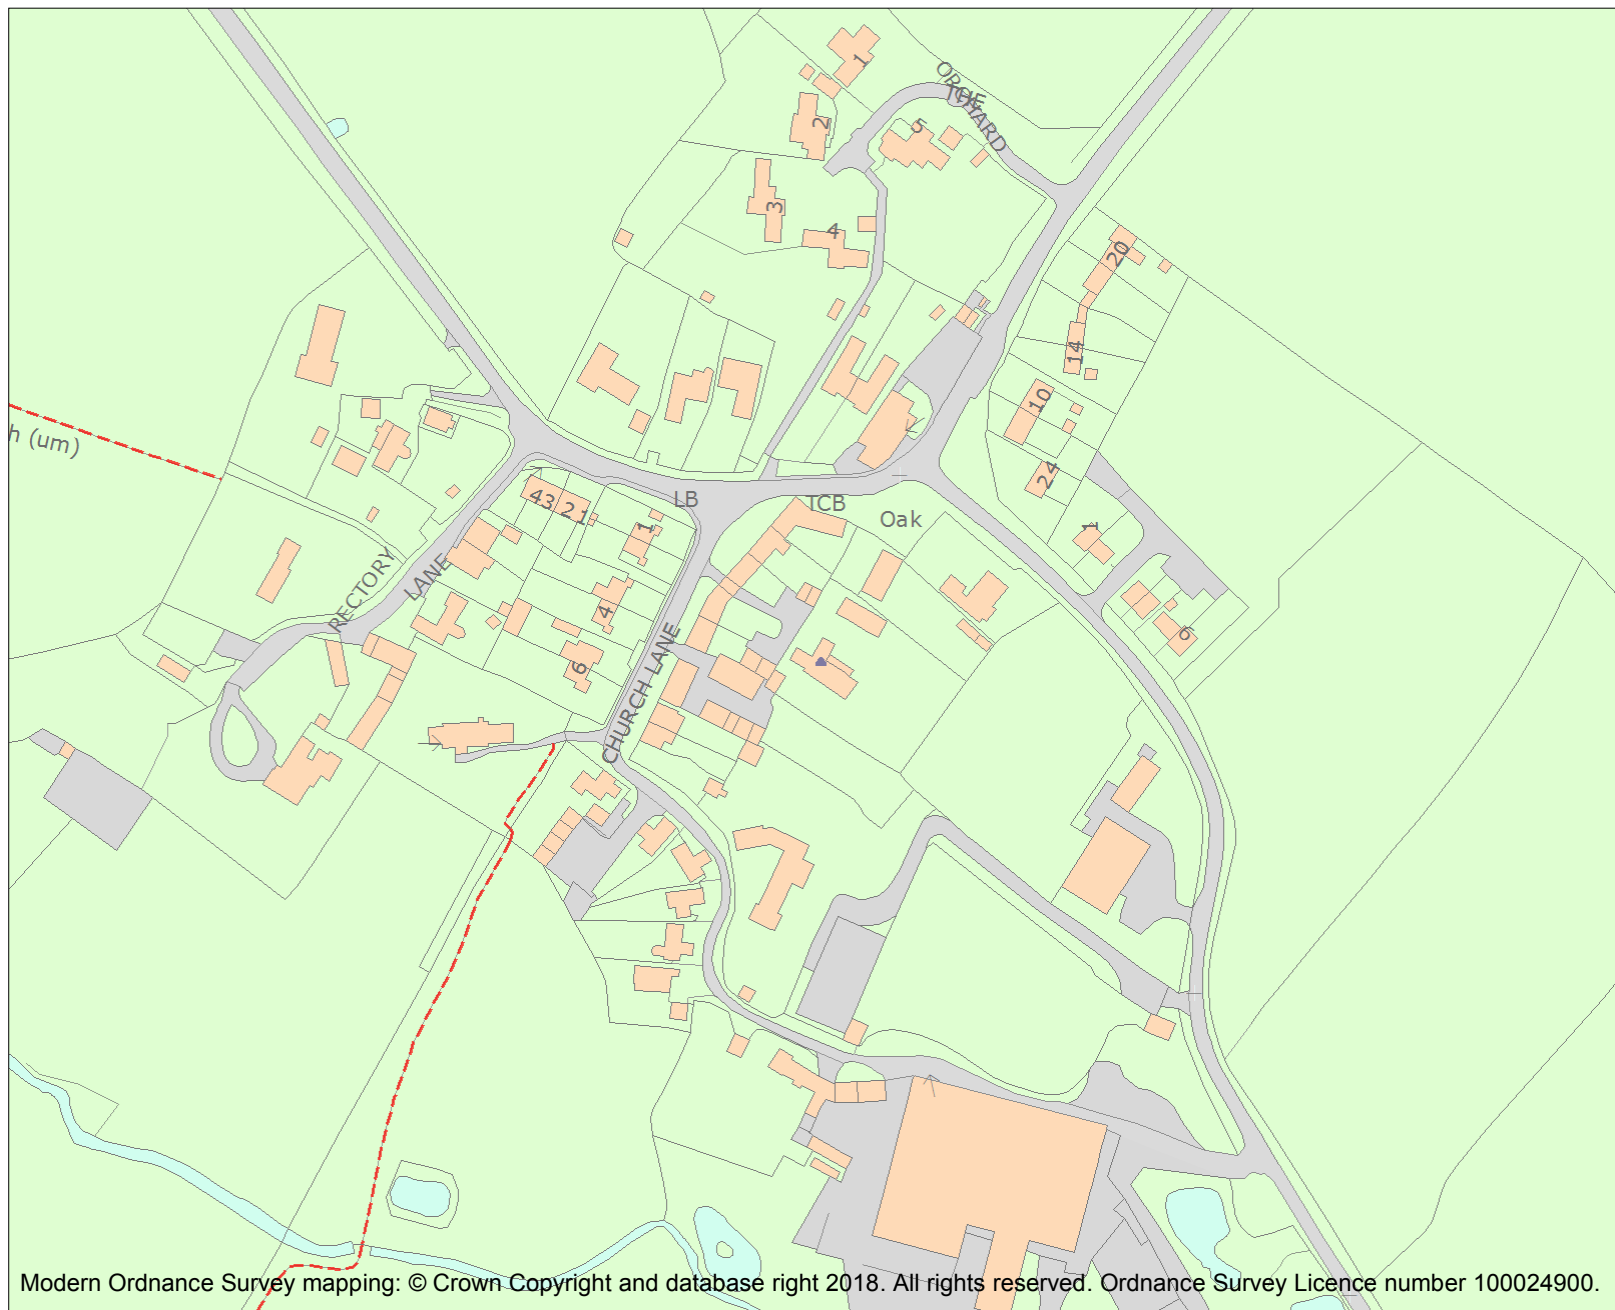 1
ORCHARD
THE
2
5
3
4
20
14
10
h (um)
24
43 2 1
LB
TCB
Oak
1
1
RECTORY
LANE
4
6
6
CHURCH LANE
Modern Ordnance Survey mapping: © Crown Copyright and database right 2018. All rights reserved. Ordnance Survey Licence number 100024900.